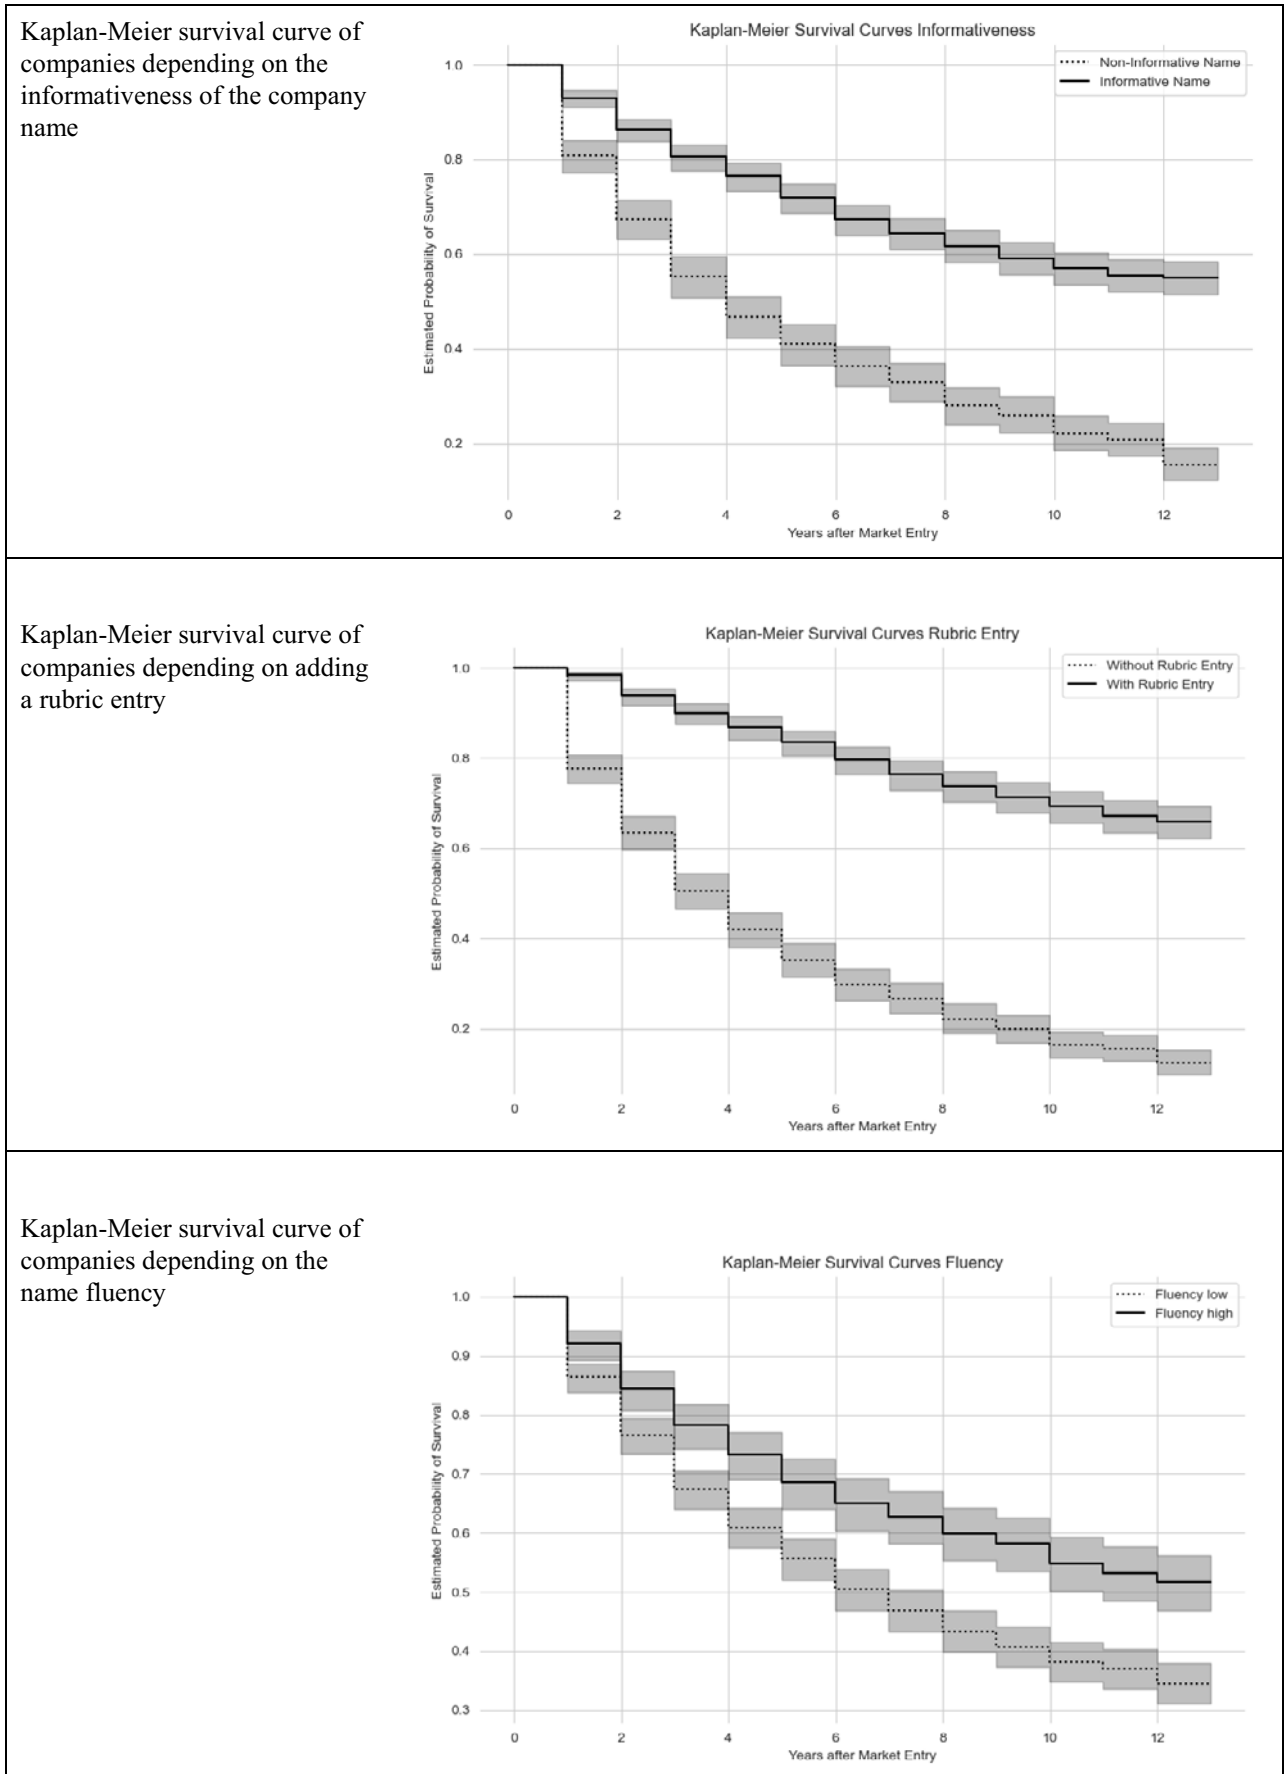 Kaplan-Meier survival curve of
companies depending on the
informativeness of the company
name
Kaplan-Meier Survival Curves Informativeness
Non-Informative Name
Informative Name
Estimated Probability of Survival
1.0
0.8
0.6
0.4
0.2
0 2 4 6 8 10 12
Years after Market Entry
Kaplan-Meier survival curve of
companies depending on adding
a rubric entry
Kaplan-Meier Survival Curves Rubric Entry
Without Rubric Entry
With Rubric Entry
Estimated Probability of Survival
1.0
0.8
0.6
0.4
0.2
0 2 4 6 8 10 12
Years after Market Entry
Kaplan-Meier survival curve of
companies depending on the
name fluency
Kaplan-Meier Survival Curves Fluency
Fluency low
Fluency high
Estimated Probability of Survival
1.0
0.9
0.8
0.7
0.6
0.5
0.4
0.3
0 2 4 6 8 10 12
Years after Market Entry